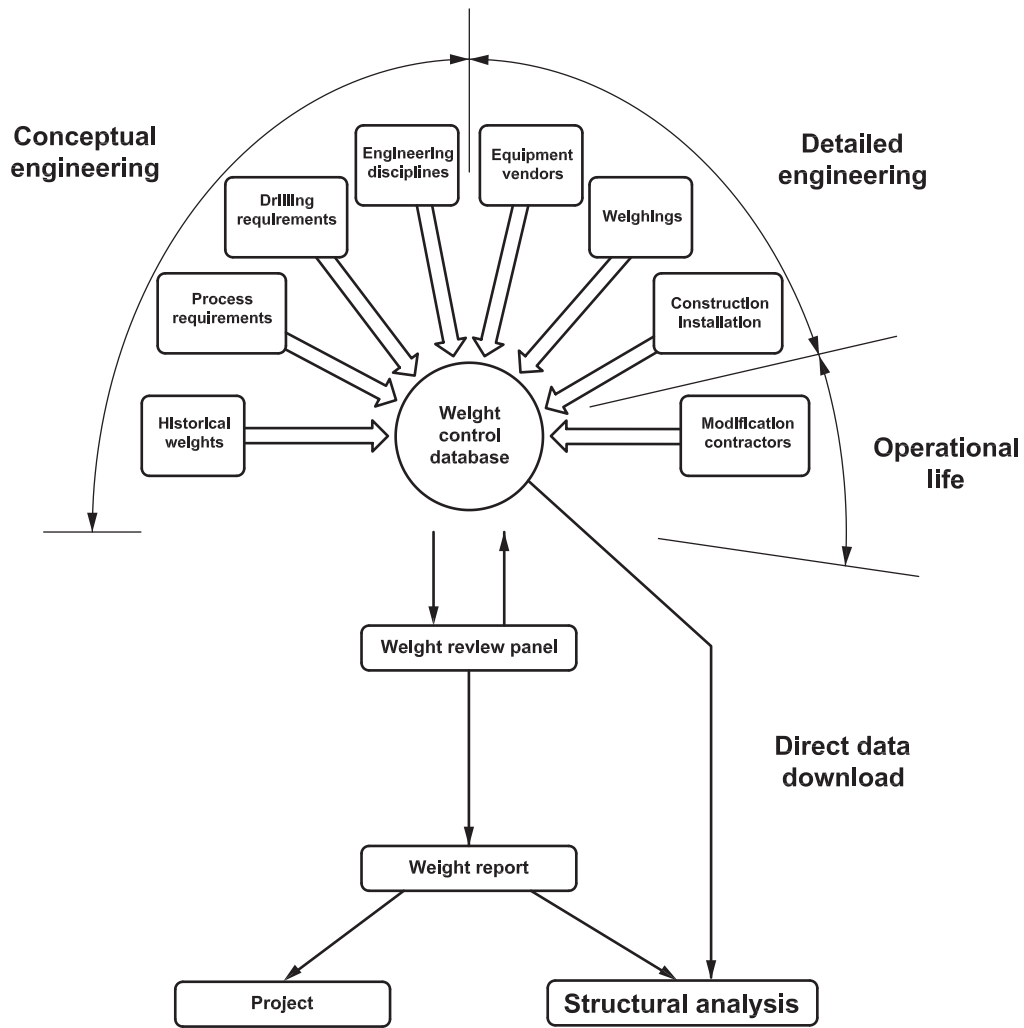 Conceptual
engineering
Engineering
disciplines
Equipment
vendors
Detailed
engineering
Drilling
requirements
Weighings
Process
requirements
Construction
installation
Historical
weights
Weight
control
database
Modification
contractors
Operational
life
Weight review panel
Direct data
download
Weight report
Project
Structural analysis